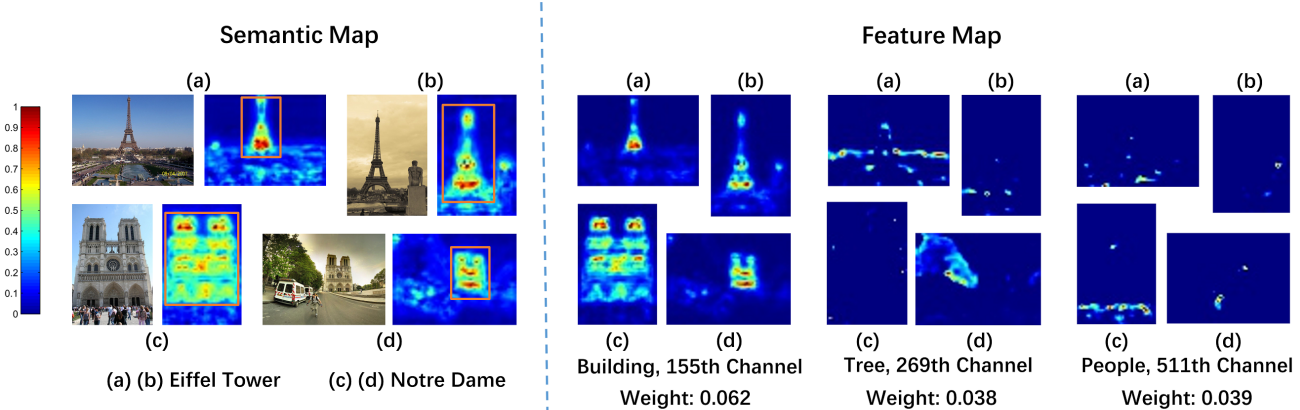 Semantic Map
Feature Map
(a)
(b)
(a)
(b)
(a)
(b)
(a)
(b)
1
0.9
0.8
0.7
0.6
0.5
0.4
0.3
0.2
0.1
0
(c)
(d)
(c)
(d)
(c)
(d)
(c)
(d)
(a) (b) Eiffel Tower
(c) (d) Notre Dame
Building, 155th Channel
Weight: 0.062
Tree, 269th Channel
Weight: 0.038
People, 511th Channel
Weight: 0.039